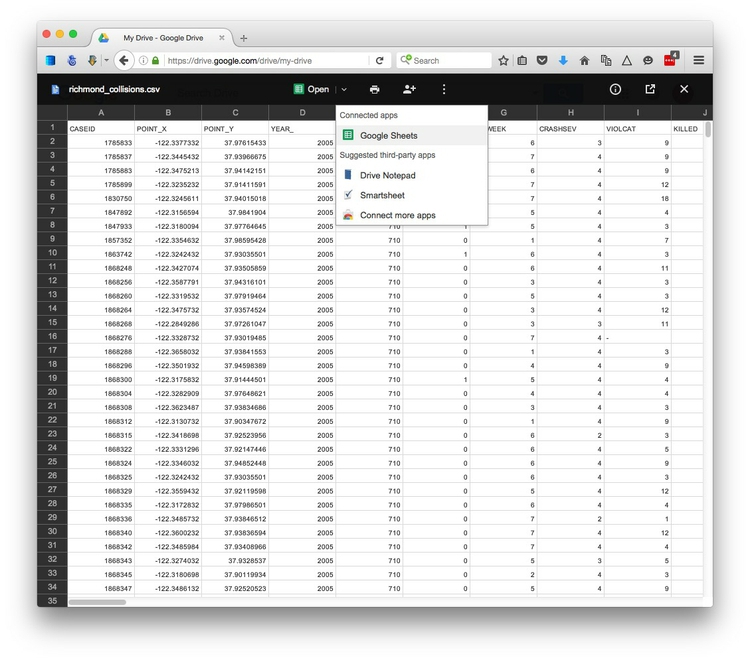 My Drive - Google Drive
https://drive.google.com/drive/my-drive
Search
4
richmond_collisions.csv
Open
Connected apps
Google Sheets
Suggested third-party apps
Drive Notepad
Smartsheet
Connect more apps
A B C D G H I J
1 CASEID POINT_X POINT_Y YEAR_ WEEK CRASHSEV VIOLCAT KILLED
2 1785833 -122.3377332 37.97615433 2005 6 3 9
3 1785837 -122.3445432 37.93966675 2005 7 4 9
4 1785883 -122.3475213 37.94142151 2005 6 4 9
5 1785899 -122.3235232 37.91411591 2005 7 4 12
6 1830750 -122.3245611 37.94015018 2005 7 4 18
7 1847892 -122.3156594 37.9841904 2005 5 4 4
8 1847933 -122.3180094 37.97764645 2005 710 1 5 4 3
9 1857352 -122.3354632 37.98595428 2005 710 0 1 4 7
10 1863742 -122.3242432 37.93035501 2005 710 1 6 4 3
11 1868248 -122.3427074 37.93505859 2005 710 0 6 4 11
12 1868256 -122.3587791 37.94316101 2005 710 0 3 4 3
13 1868260 -122.3319532 37.97919464 2005 710 0 5 4 3
14 1868264 -122.3475732 37.93574524 2005 710 0 3 4 12
15 1868268 -122.2849286 37.97261047 2005 710 0 3 3 11
16 1868276 -122.3328732 37.93019485 2005 710 0 7 4 -
17 1868288 -122.3658032 37.93841553 2005 710 0 1 4 3
18 1868296 -122.3501932 37.94598389 2005 710 0 4 4 9
19 1868300 -122.3175832 37.91444501 2005 710 1 5 4 4
20 1868304 -122.3282909 37.97648621 2005 710 0 4 4 4
21 1868308 -122.3623487 37.93834686 2005 710 0 3 4 3
22 1868312 -122.3130732 37.90347672 2005 710 0 1 4 9
23 1868315 -122.3418698 37.92523956 2005 710 0 6 2 3
24 1868322 -122.3331296 37.92147446 2005 710 0 6 4 5
25 1868324 -122.3346032 37.94852448 2005 710 0 6 4 9
26 1868325 -122.3242432 37.93035501 2005 710 0 6 4 3
27 1868329 -122.3559432 37.92119598 2005 710 0 5 4 12
28 1868335 -122.3172832 37.97986501 2005 710 0 6 4 4
29 1868336 -122.3485732 37.93846512 2005 710 0 7 2 1
30 1868340 -122.3600232 37.93836594 2005 710 0 7 4 12
31 1868342 -122.3485984 37.93408966 2005 710 0 7 4 4
32 1868343 -122.3274032 37.9328537 2005 710 0 5 3 5
33 1868345 -122.3180698 37.90119934 2005 710 0 2 4 3
34 1868347 -122.3486132 37.92520523 2005 710 0 5 4 9
35